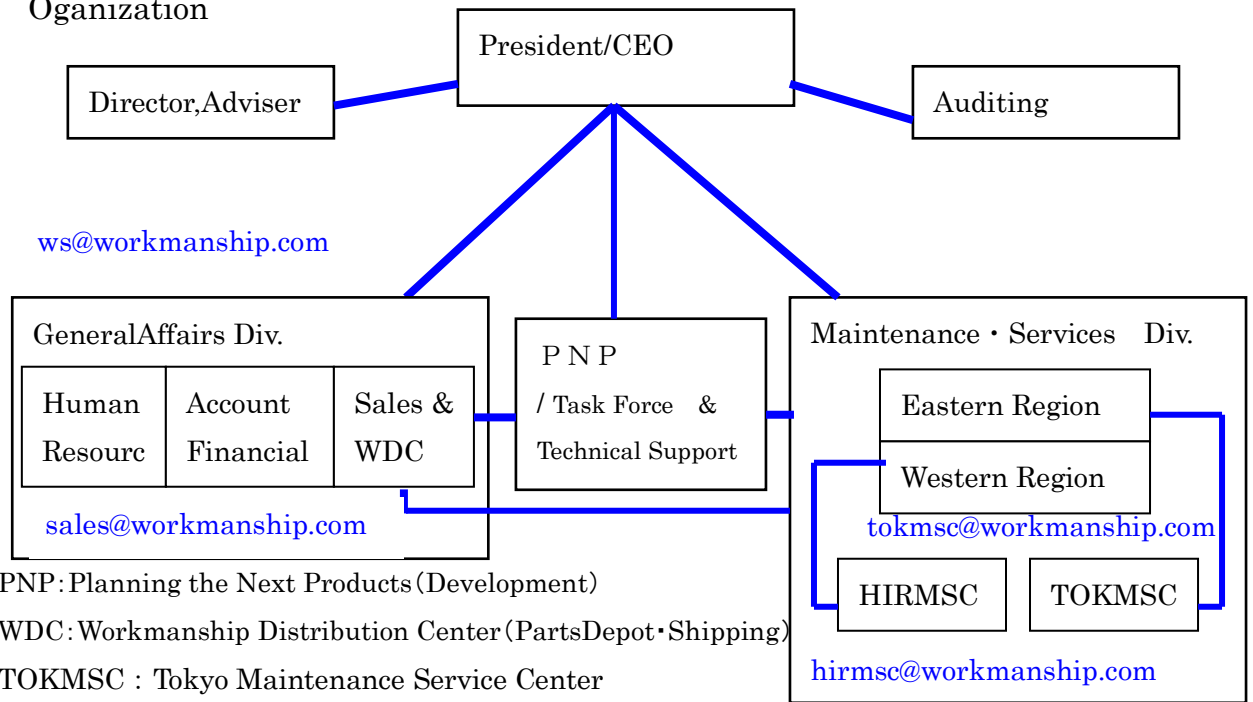 Oganization
President/CEO
Director,Adviser
Auditing
ws@workmanship.com
GeneralAffairs Div.
Human
Resourc
Account
Financial
Sales &
WDC
sales@workmanship.com
ＰＮＰ
/ Task Force　&
Technical Support
Maintenance・Services　Div.
Eastern Region
Western Region
tokmsc@workmanship.com
HIRMSC
TOKMSC
hirmsc@workmanship.com
PNP：Planning the Next Products（Development）
WDC：Workmanship Distribution Center（PartsDepot・Shipping）
TOKMSC：Tokyo Maintenance Service Center